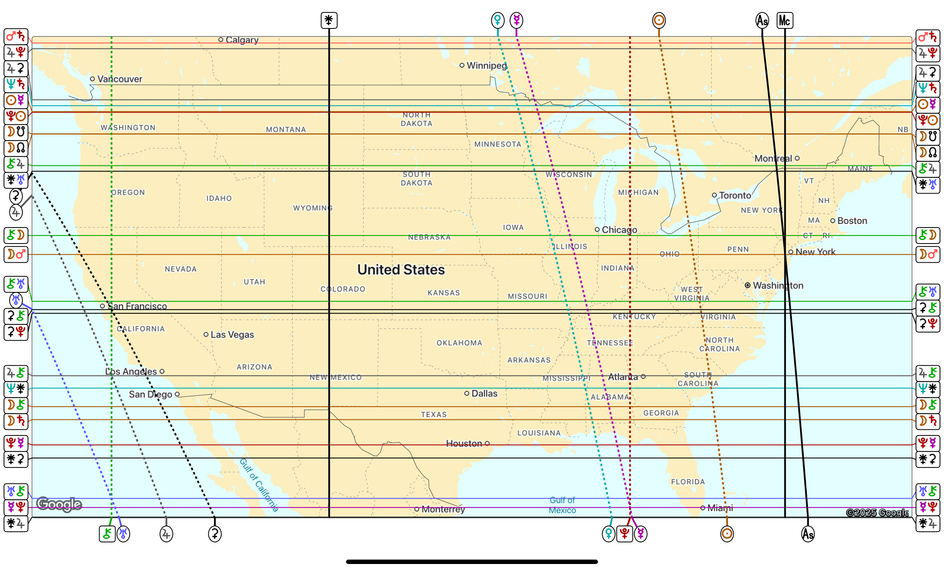 As Mc
Calgary
Winnipeg
Vancouver
WASHINGTON
MONTANA
NORTH
DAKOTA
NB
MINNESOTA
Montreal
MAINE
OREGON
IDAHO
SOUTH
DAKOTA
WISCONSIN
MICHIGAN
Toronto
VT
NH
WYOMING
NEW YORK
MA
Boston
IOWA
Chicago
CT
RI
NEBRASKA
ILLINOIS
OHIO
PENN
New York
NEVADA
United States
INDIANA
UTAH
COLORADO
KANSAS
MISSOURI
WEST
VIRGINIA
Washington
San Francisco
CALIFORNIA
KENTUCKY
VIRGINIA
Las Vegas
OKLAHOMA
TENNESSEE
NORTH
CAROLINA
ARIZONA
ARKANSAS
Los Angeles
NEW MEXICO
MISSISSIPPI
Atlanta
SOUTH
CAROLINA
San Diego
Dallas
ALABAMA
TEXAS
GEORGIA
LOUISIANA
Houston
Gulf of
California
FLORIDA
Google
Gulf of
Mexico
Monterrey
Miami
©2025 Google
As